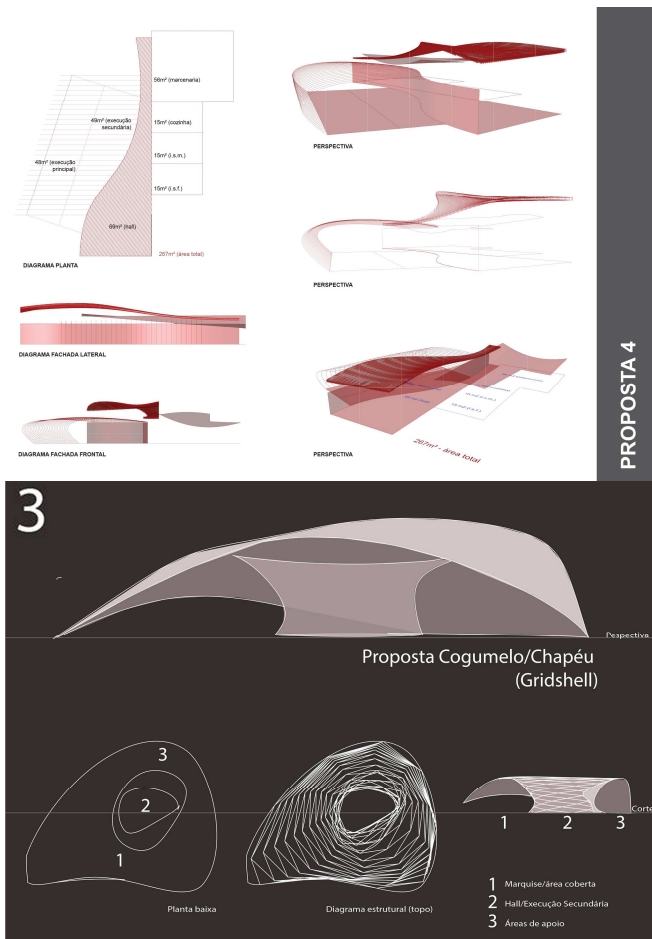 56m² (marcenaria)
49m² (execução
secundária)
15m² (cozinha)
48m² (execução
principal)
15m² (i.s.m.)
15m² (i.s.f.)
69m² (hall)
267m² (área total)
DIAGRAMA PLANTA
PERSPECTIVA
PERSPECTIVA
DIAGRAMA FACHADA LATERAL
DIAGRAMA FACHADA FRONTAL
267m² - área total
PERSPECTIVA
PROPOSTA 4
3
Pespectiva
Proposta Cogumelo/Chapéu
(Gridshell)
3
2
1
Planta baixa
Diagrama estrutural (topo)
Corte
1 2 3
1 Marquise/área coberta
2 Hall/Execução Secundária
3 Áreas de apoio